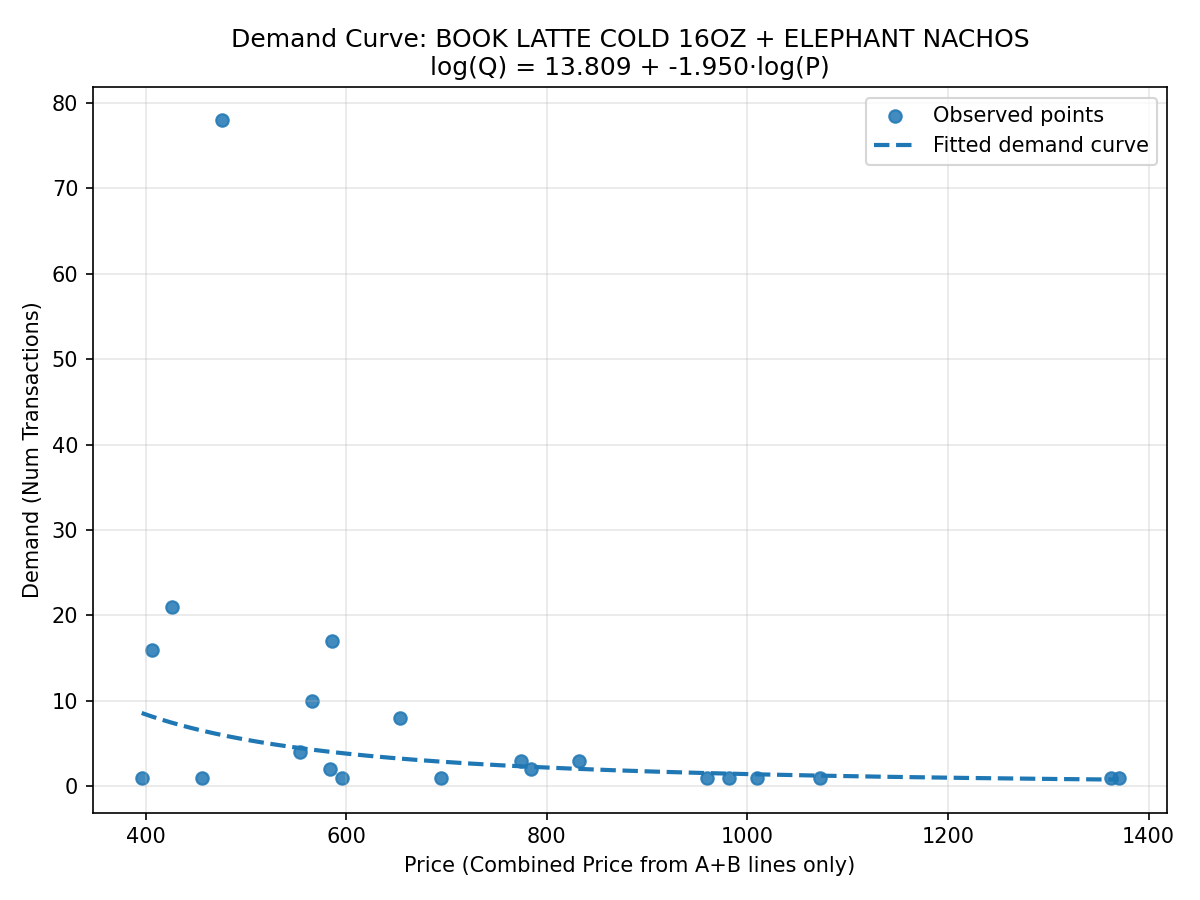 Demand Curve: BOOK LATTE COLD 16OZ + ELEPHANT NACHOS
log(Q) = 13.809 + -1.950·log(P)
Observed points
Fitted demand curve
80
70
60
50
40
30
20
10
0
Demand (Num Transactions)
400 600 800 1000 1200 1400
Price (Combined Price from A+B lines only)